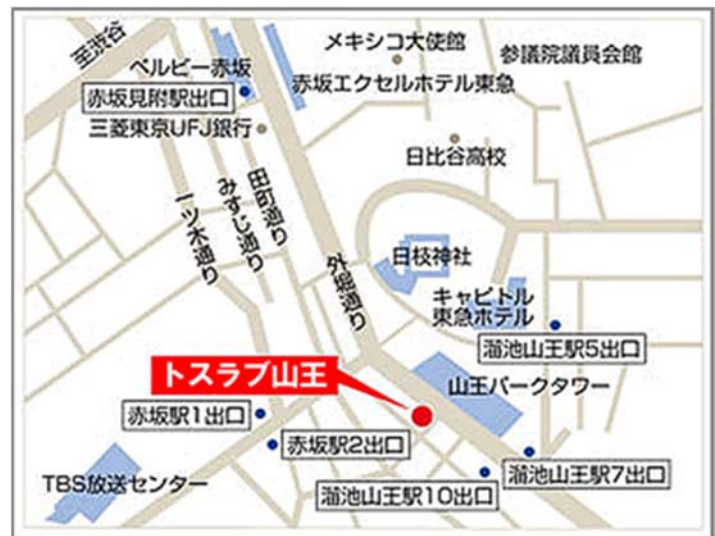 至渋谷
ベルビー赤坂
メキシコ大使館
参議院議員会館
赤坂見附駅出口
赤坂エクセルホテル東急
三菱東京UFJ銀行
日比谷高校
一ツ木通り
みすじ通り
田町通り
外堀通り
日枝神社
キャピトル
東急ホテル
溜池山王駅5出口
トスラブ山王
山王パークタワー
赤坂駅1出口
赤坂駅2出口
溜池山王駅7出口
TBS放送センター
溜池山王駅10出口